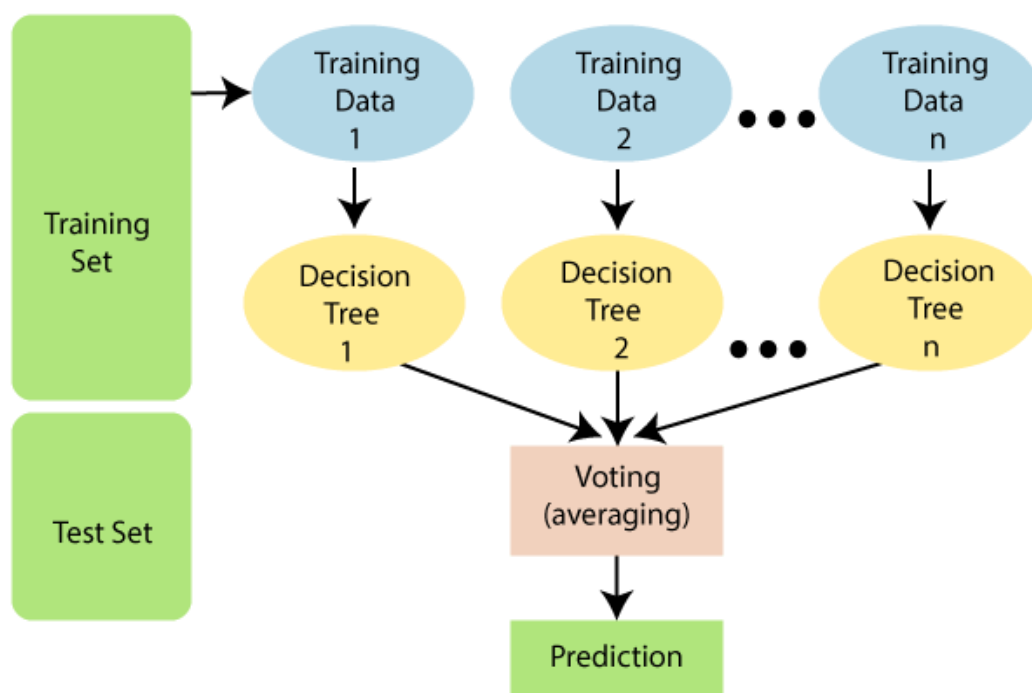 Training
Set
Test Set
Training
Data
1
Training
Data
2
Training
Data
n
Decision
Tree
1
Decision
Tree
2
Decision
Tree
n
Voting
(averaging)
Prediction